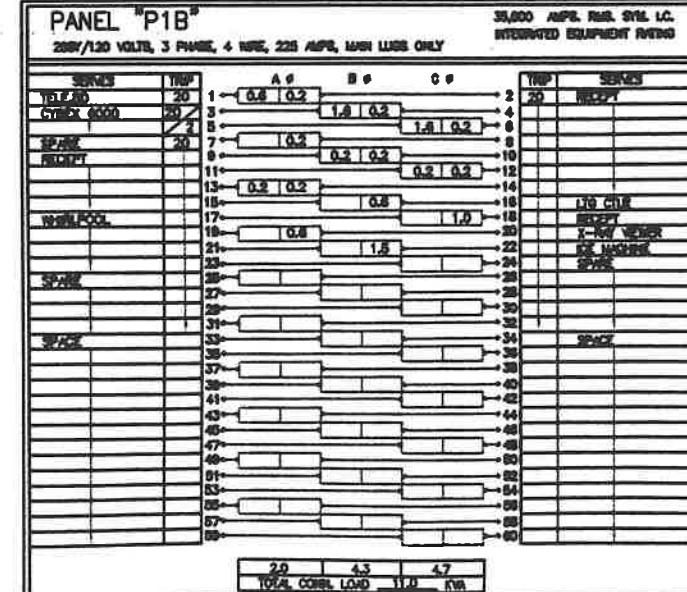 PANEL "P1B"
35,000 AMPS. RMS. SYM. I.C.
INTEGRATED EQUIPMENT RATING
208Y/120 VOLTS, 3 PHASE, 4 WIRE, 225 AMPS, MAIN LUGS ONLY
SERVES TRIP A ø B ø C ø TRIP SERVES
20 1 0.6 0.2 2 20 RECEPT
CYBEX 6000 20 3 1.6 0.2 4
2 5 1.6 0.2 6
SPARE 20 7 0.2 8
RECEPT 9 0.2 0.2 10
11 0.2 0.2 12
13 0.2 0.2 14
15 0.6 16 LTG CTLR
WHIRLPOOL 17 1.0 18 RECEPT
19 0.6 20 X-RAY VIEWER
21 1.5 22 ICE MACHINE
23 24 SPARE
SPARE 25 26
27 28
29 30
31 32
SPACE 33 34 SPACE
35 36
37 38
39 40
41 42
43 44
45 46
47 48
49 50
51 52
53 54
55 56
57 58
59 60
2.0 4.3 4.7
TOTAL CONN. LOAD 11.0 KVA